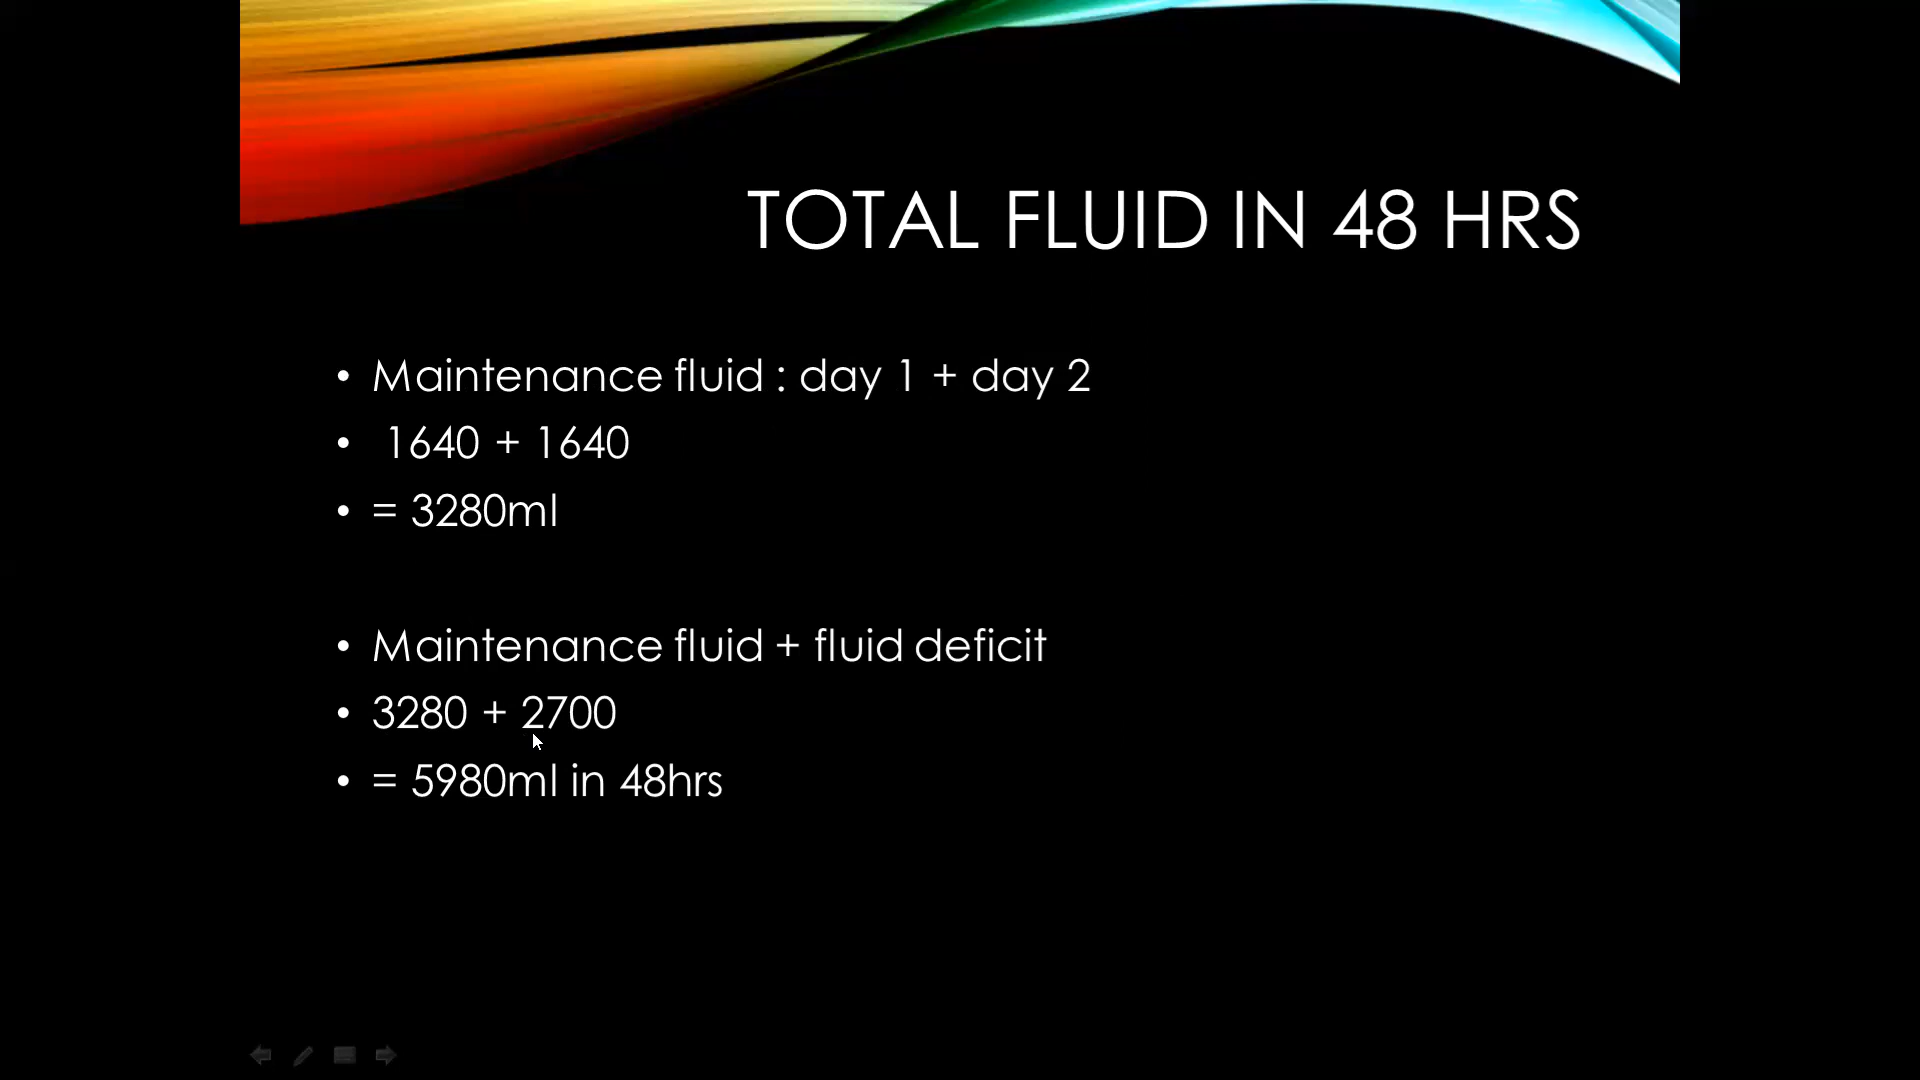 TOTAL FLUID IN 48 HRS
• Maintenance fluid : day 1 + day 2
• 1640 + 1640
• = 3280ml
• Maintenance fluid + fluid deficit
• 3280 + 2700
• = 5980ml in 48hrs